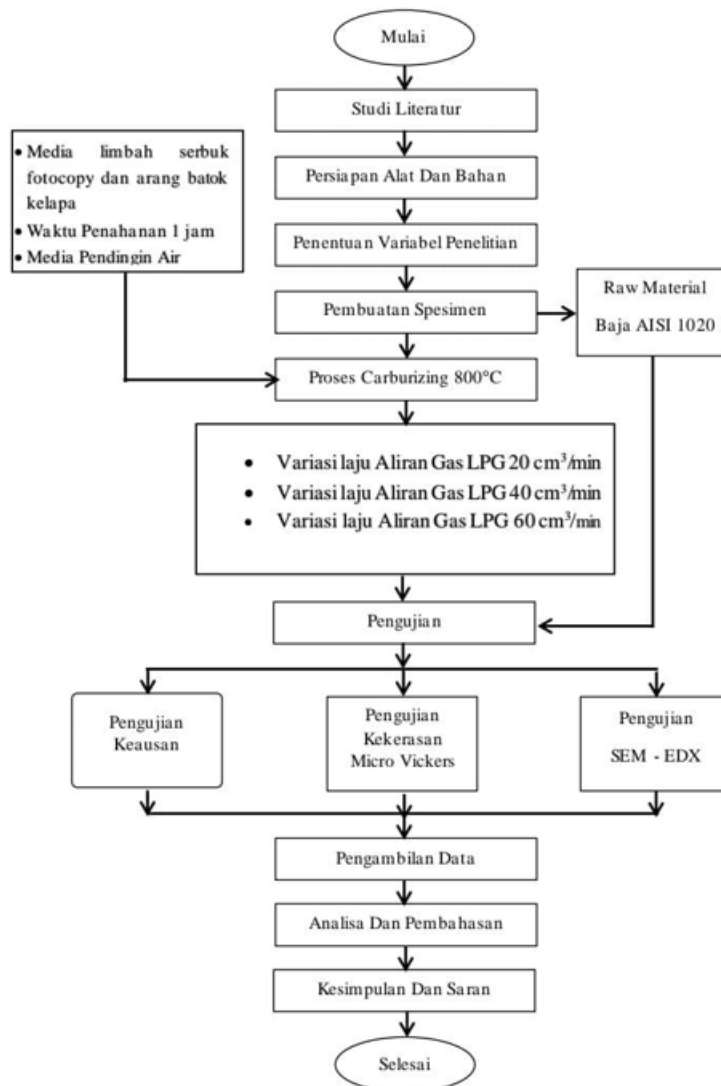 Mulai
Studi Literatur
• Media limbah serbuk
fotocopy dan arang batok
kelapa
• Waktu Penahanan 1 jam
• Media Pendingin Air
Persiapan Alat Dan Bahan
Penentuan Variabel Penelitian
Pembuatan Spesimen
Raw Material
Baja AISI 1020
Proses Carburizing 800°C
• Variasi laju Aliran Gas LPG 20 cm³/min
• Variasi laju Aliran Gas LPG 40 cm³/min
• Variasi laju Aliran Gas LPG 60 cm³/min
Pengujian
Pengujian
Keausan
Pengujian
Kekerasan
Micro Vickers
Pengujian
SEM - EDX
Pengambilan Data
Analisa Dan Pembahasan
Kesimpulan Dan Saran
Selesai